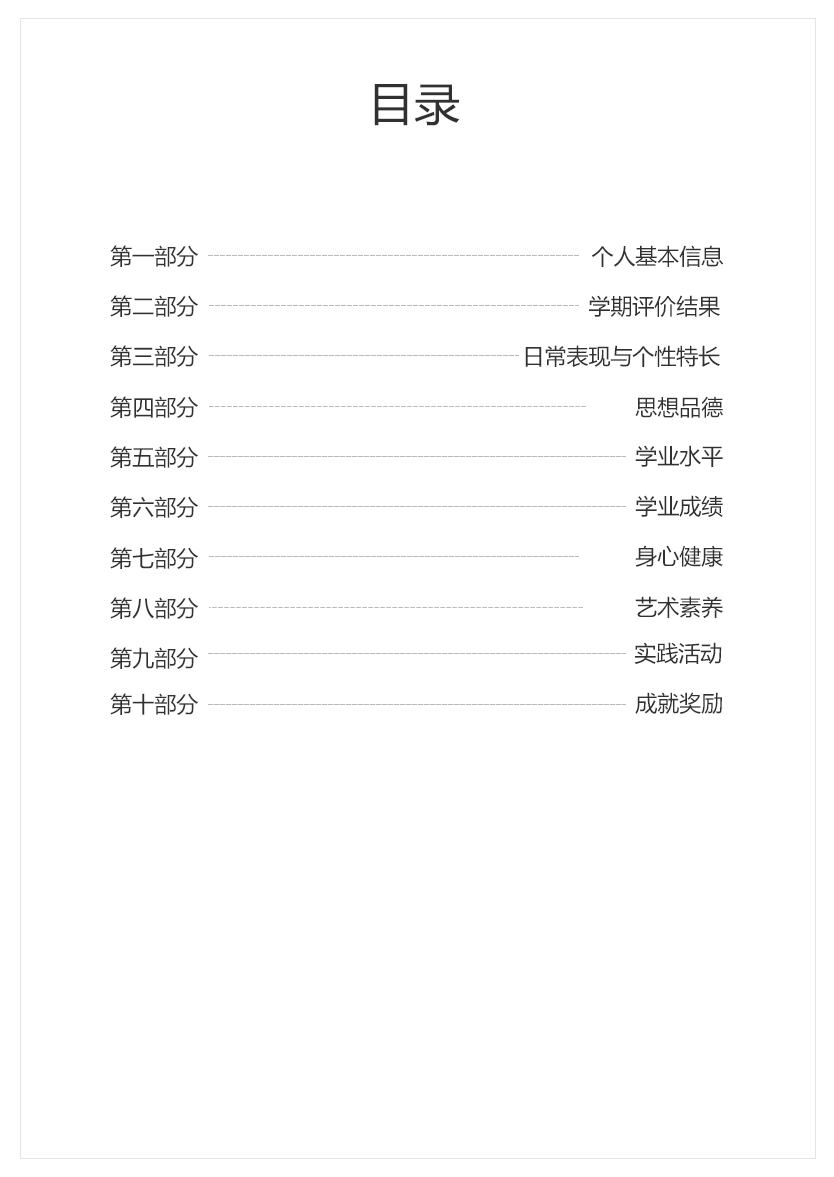 目录
第一部分 个人基本信息
第二部分 学期评价结果
第三部分 日常表现与个性特长
第四部分 思想品德
第五部分 学业水平
第六部分 学业成绩
第七部分 身心健康
第八部分 艺术素养
第九部分 实践活动
第十部分 成就奖励